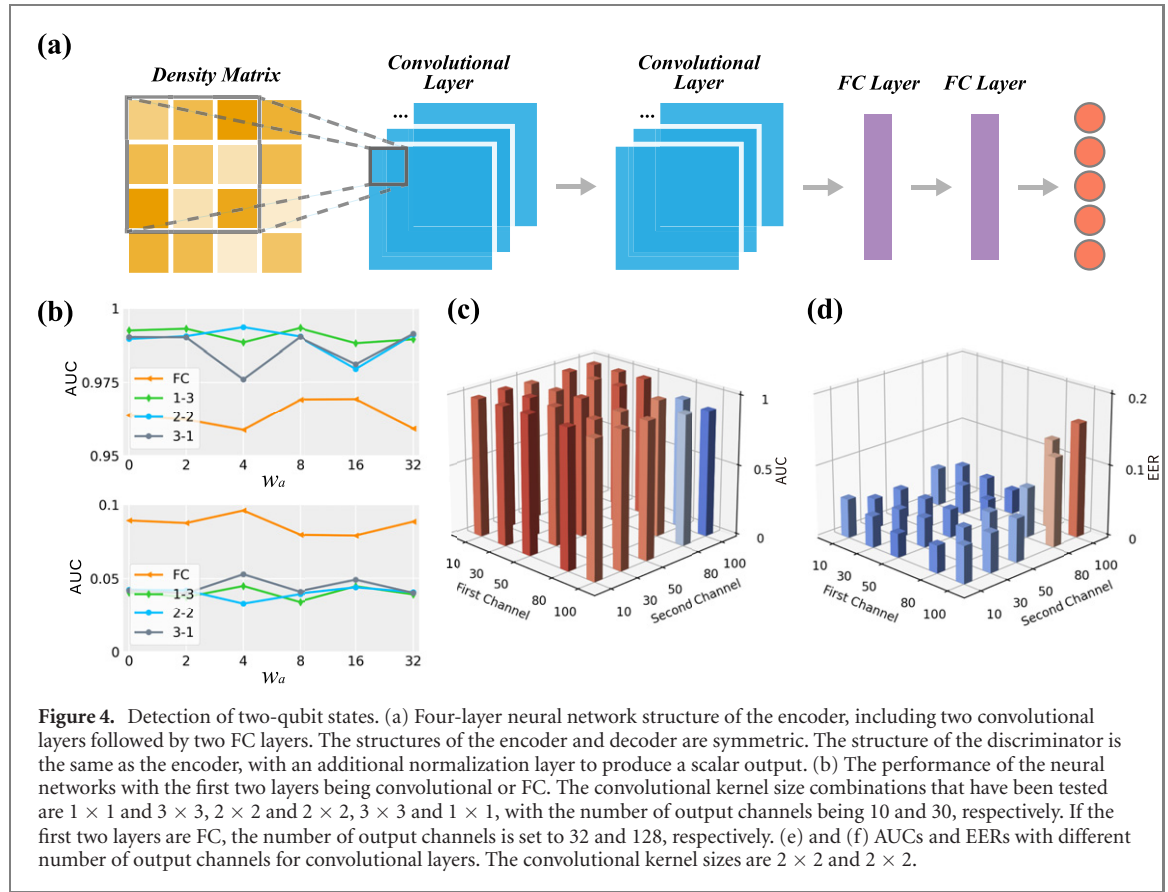 (a)
Density Matrix
Convolutional
Layer
Convolutional
Layer
FC Layer
FC Layer
...
...
(b)
1
0.975
0.95
AUC
FC
1-3
2-2
3-1
0 2 4 8 16 32
wa
0.1
0.05
0
AUC
FC
1-3
2-2
3-1
0 2 4 8 16 32
wa
(c)
1
0.5
0
AUC
10 30 50 80 100
First Channel
10 30 50 80 100
Second Channel
(d)
0.2
0.1
0
EER
10 30 50 80 100
First Channel
10 30 50 80 100
Second Channel
Figure 4. Detection of two-qubit states. (a) Four-layer neural network structure of the encoder, including two convolutional
layers followed by two FC layers. The structures of the encoder and decoder are symmetric. The structure of the discriminator is
the same as the encoder, with an additional normalization layer to produce a scalar output. (b) The performance of the neural
networks with the first two layers being convolutional or FC. The convolutional kernel size combinations that have been tested
are 1 × 1 and 3 × 3, 2 × 2 and 2 × 2, 3 × 3 and 1 × 1, with the number of output channels being 10 and 30, respectively. If the
first two layers are FC, the number of output channels is set to 32 and 128, respectively. (e) and (f) AUCs and EERs with different
number of output channels for convolutional layers. The convolutional kernel sizes are 2 × 2 and 2 × 2.